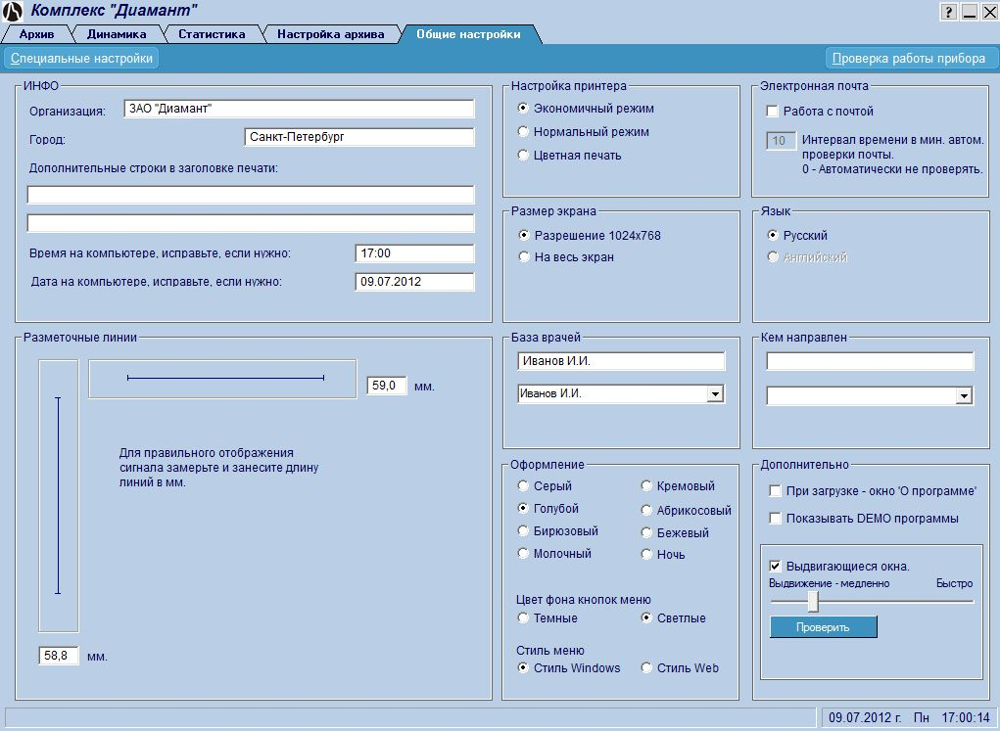 Комплекс "Диамант"
Архив Динамика Статистика Настройка архива Общие настройки
Специальные настройки Проверка работы прибора
ИНФО
Организация: ЗАО "Диамант"
Город: Санкт-Петербург
Дополнительные строки в заголовке печати:
Время на компьютере, исправьте, если нужно: 17:00
Дата на компьютере, исправьте, если нужно: 09.07.2012
Настройка принтера
Экономичный режим
Нормальный режим
Цветная печать
Электронная почта
Работа с почтой
10 Интервал времени в мин. автом.
проверки почты.
0 - Автоматически не проверять.
Размер экрана
Разрешение 1024х768
На весь экран
Язык
Русский
Английский
Разметочные линии
59,0 мм.
Для правильного отображения
сигнала замерьте и занесите длину
линий в мм.
58,8 мм.
База врачей
Иванов И.И.
Иванов И.И.
Кем направлен
Оформление
Серый Кремовый
Голубой Абрикосовый
Бирюзовый Бежевый
Молочный Ночь
Цвет фона кнопок меню
Темные Светлые
Стиль меню
Стиль Windows Стиль Web
Дополнительно
При загрузке - окно 'О программе'
Показывать DEMO программы
Выдвигающиеся окна.
Выдвижение - медленно Быстро
Проверить
09.07.2012 г. Пн 17:00:14